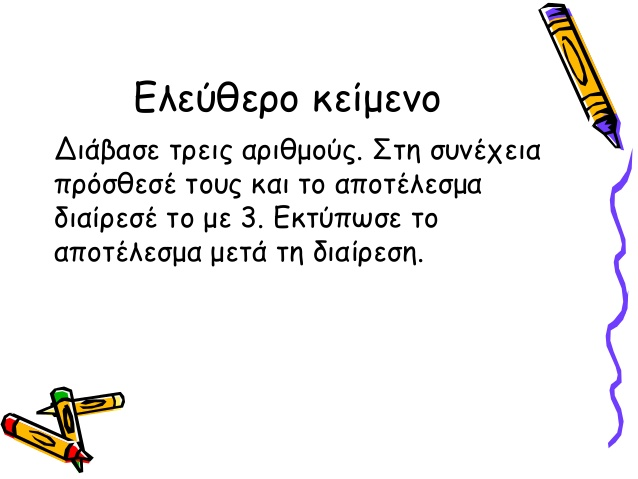 Ελεύθερο κείμενο
Διάβασε τρεις αριθμούς. Στη συνέχεια
πρόσθεσέ τους και το αποτέλεσμα
διαίρεσέ το με 3. Εκτύπωσε το
αποτέλεσμα μετά τη διαίρεση.